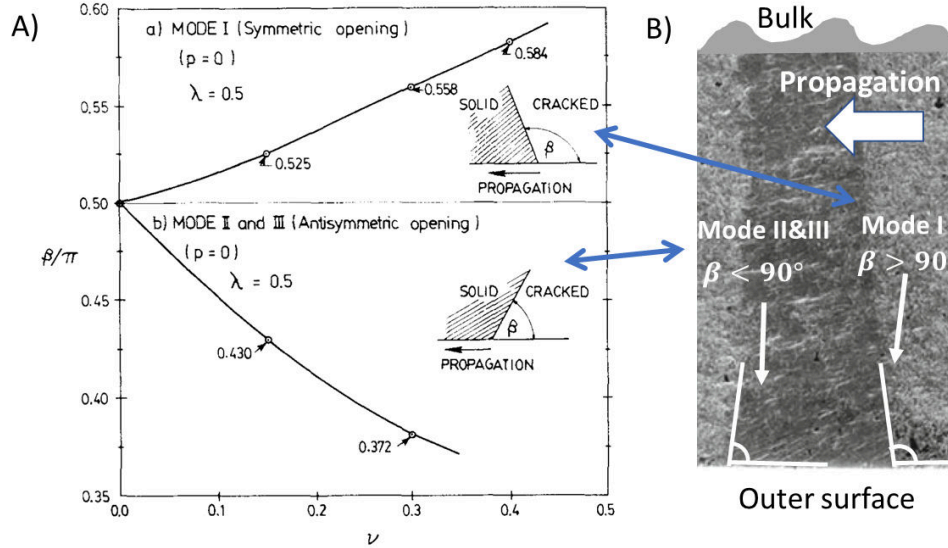 A)
a) MODE I (Symmetric opening)
(p=0)
λ = 0.5
0.60
0.55
0.50
0.45
0.40
0.35
β/π
0.584
0.558
0.525
SOLID CRACKED
β
PROPAGATION
b) MODE II and III (Antisymmetric opening)
(p=0)
λ = 0.5
SOLID CRACKED
β
PROPAGATION
0.430
0.372
0.0 0.1 0.2 0.3 0.4 0.5
ν
B)
Bulk
Propagation
Mode II&III
β < 90°
Mode I
β > 90
Outer surface